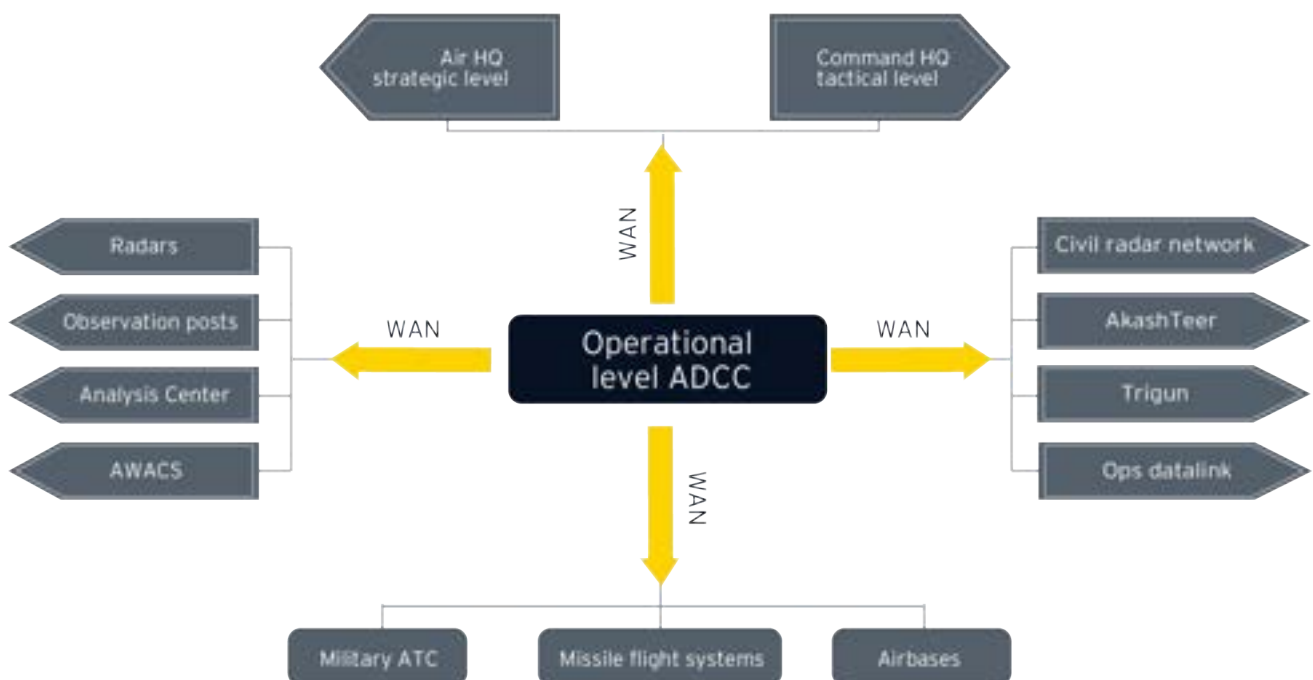 Air HQ
strategic level
Command HQ
tactical level
WAN
Radars
Observation posts
Analysis Center
AWACS
WAN
Operational
level ADCC
WAN
Civil radar network
AkashTeer
Trigun
Ops datalink
WAN
Military ATC
Missile flight systems
Airbases